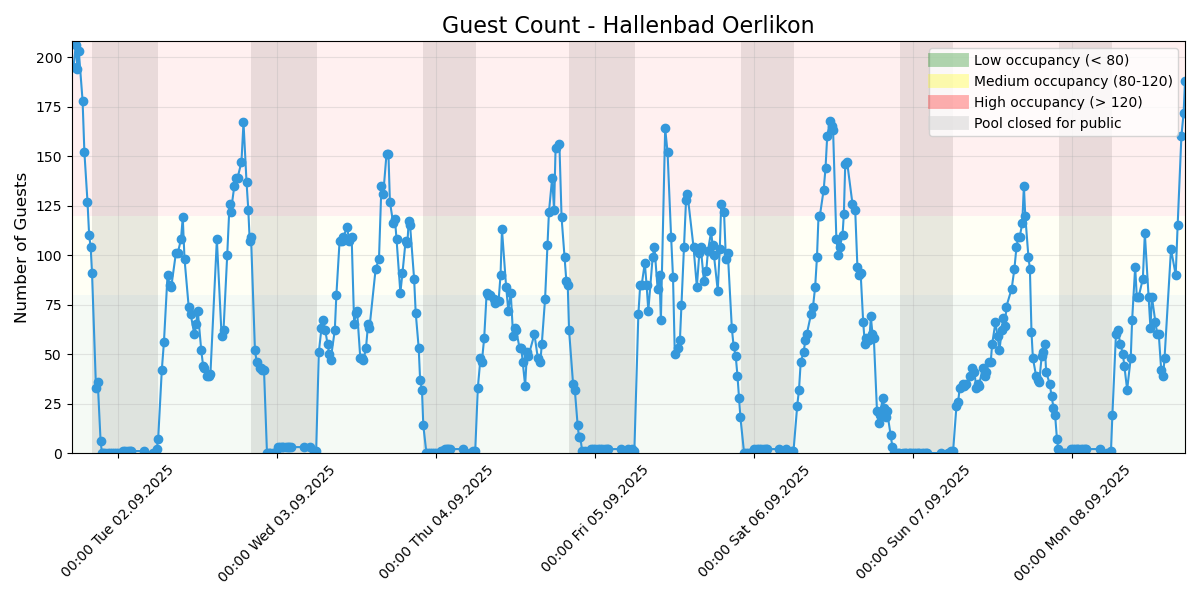 Guest Count - Hallenbad Oerlikon
Number of Guests
200
175
150
125
100
75
50
25
0
Low occupancy (< 80)
Medium occupancy (80-120)
High occupancy (> 120)
Pool closed for public
00:00 Tue 02.09.2025
00:00 Wed 03.09.2025
00:00 Thu 04.09.2025
00:00 Fri 05.09.2025
00:00 Sat 06.09.2025
00:00 Sun 07.09.2025
00:00 Mon 08.09.2025